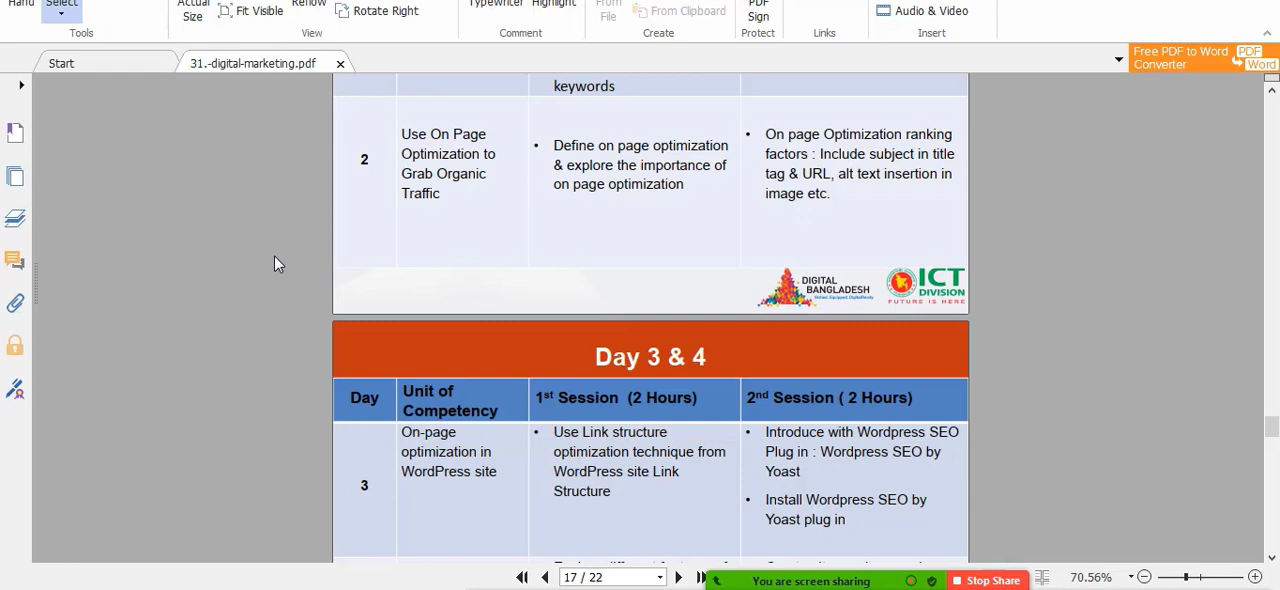 Hand
Select
Actual
Size
Fit Visible
Reflow
Rotate Right
Typewriter
Highlight
From
File
From Clipboard
PDF
Sign
Audio & Video
Tools
View
Comment
Create
Protect
Links
Insert
Start
31.-digital-marketing.pdf
Free PDF to Word
Converter
PDF
Word
keywords
2
Use On Page
Optimization to
Grab Organic
Traffic
• Define on page optimization
& explore the importance of
on page optimization
• On page Optimization ranking
factors : Include subject in title
tag & URL, alt text insertion in
image etc.
DIGITAL
BANGLADESH
ICT
DIVISION
FUTURE IS HERE
Day 3 & 4
Day
Unit of
Competency
1st Session (2 Hours)
2nd Session ( 2 Hours)
3
On-page
optimization in
WordPress site
• Use Link structure
optimization technique from
WordPress site Link
Structure
• Introduce with Wordpress SEO
Plug in : Wordpress SEO by
Yoast
• Install Wordpress SEO by
Yoast plug in
17 / 22
You are screen sharing
Stop Share
70.56%